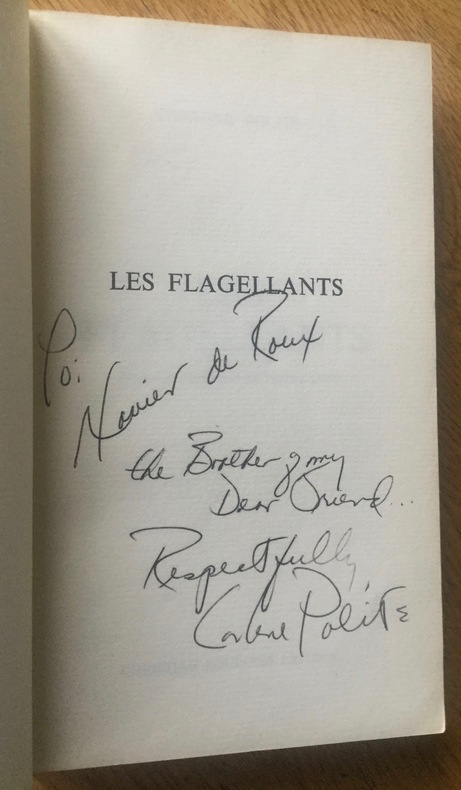 LES FLAGELLANTS
To:
Xavier de Roux
the Brother of my
Dear Friend...
Respectfully,
Carlene Polite